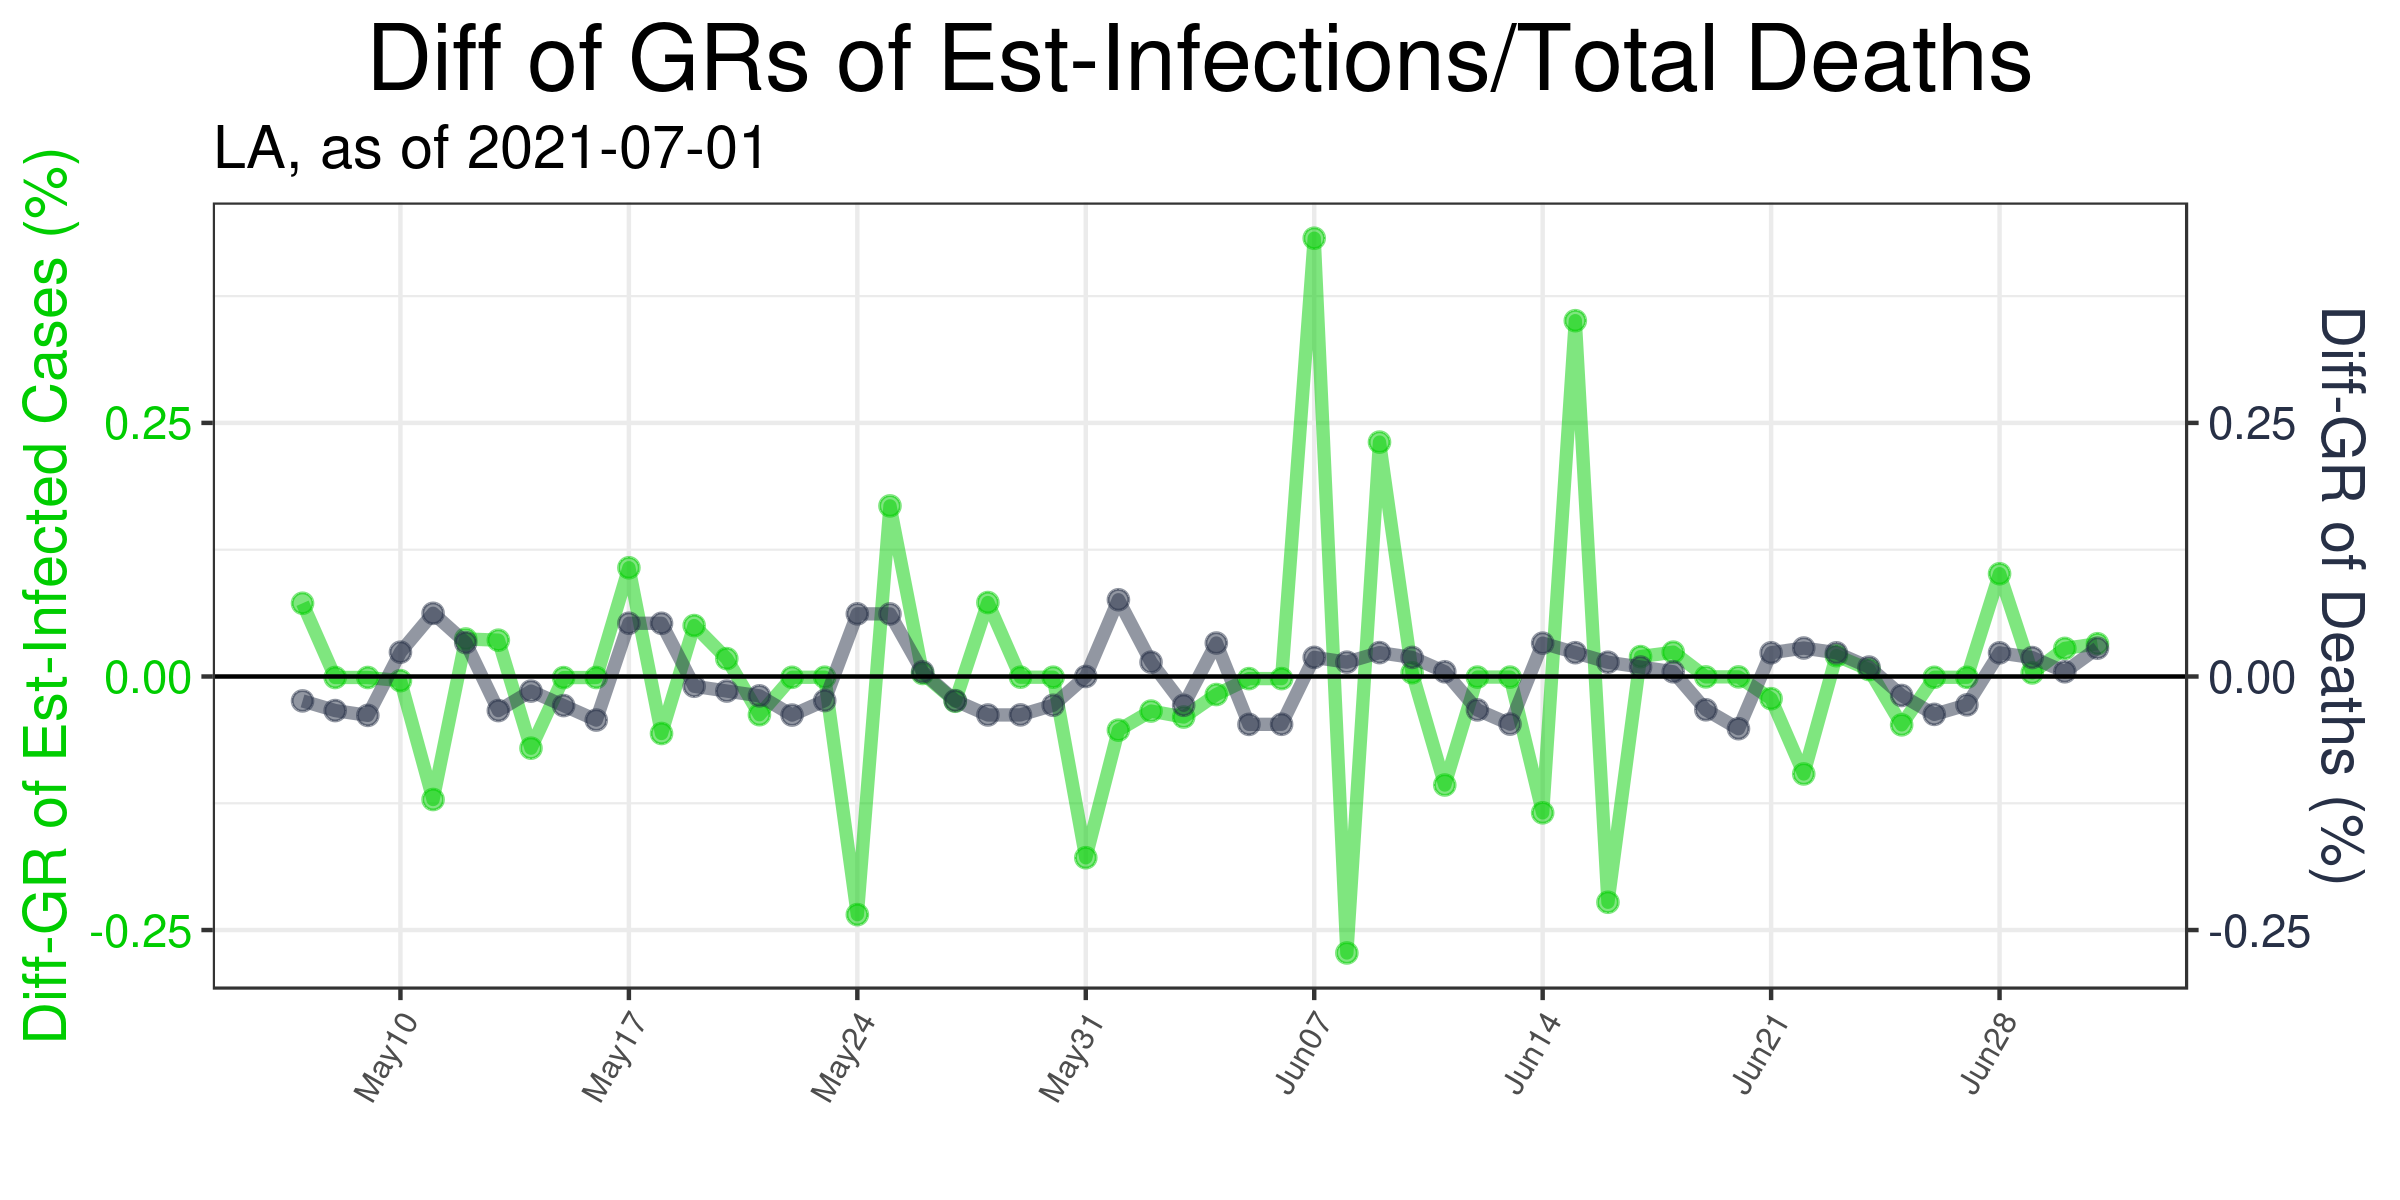 Diff of GRs of Est-Infections/Total Deaths
LA, as of 2021-07-01
Diff-GR of Est-Infected Cases (%)
0.25
0.00
-0.25
0.25
0.00
-0.25
Diff-GR of Deaths (%)
May10
May17
May24
May31
Jun07
Jun14
Jun21
Jun28